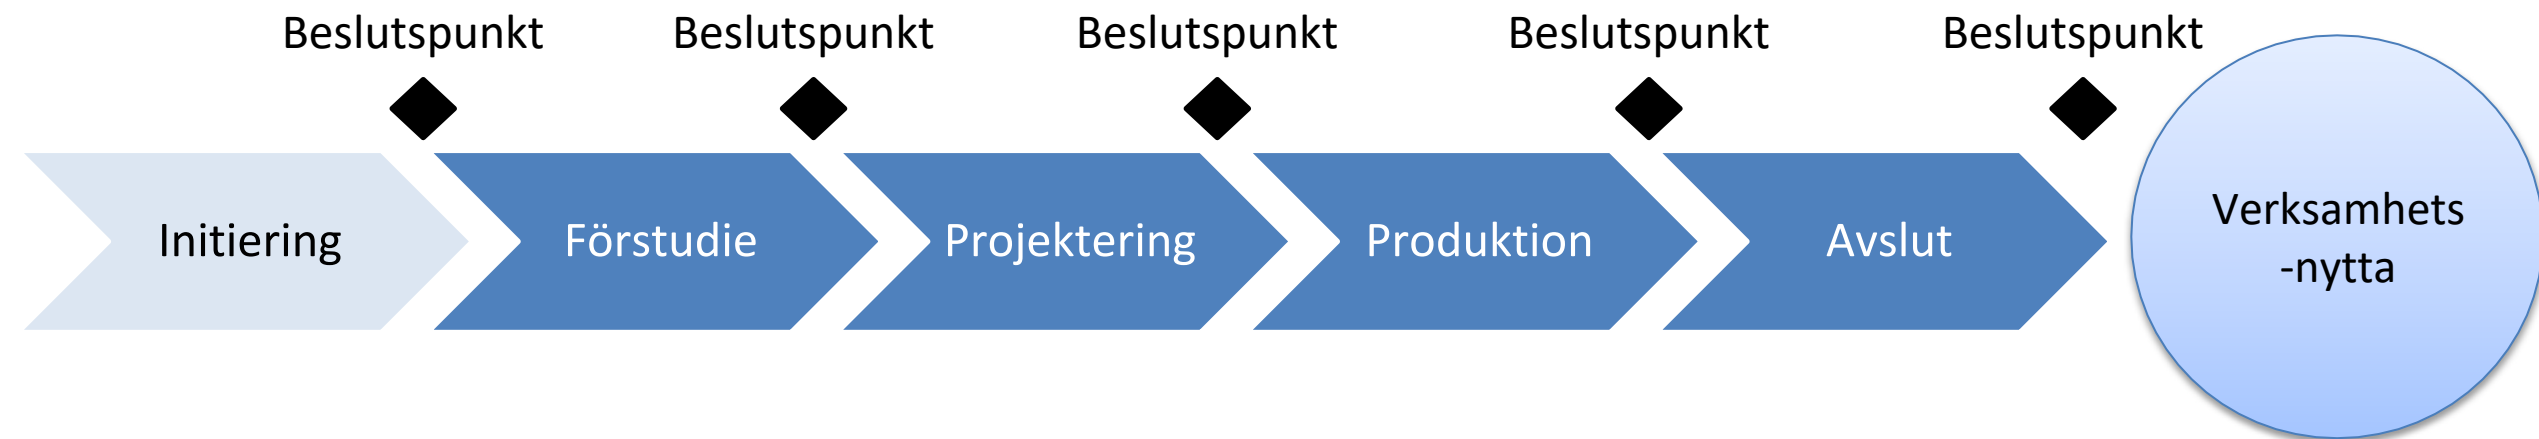 Beslutspunkt Beslutspunkt Beslutspunkt Beslutspunkt Beslutspunkt
Initiering
Förstudie
Projektering
Produktion
Avslut
Verksamhets
-nytta